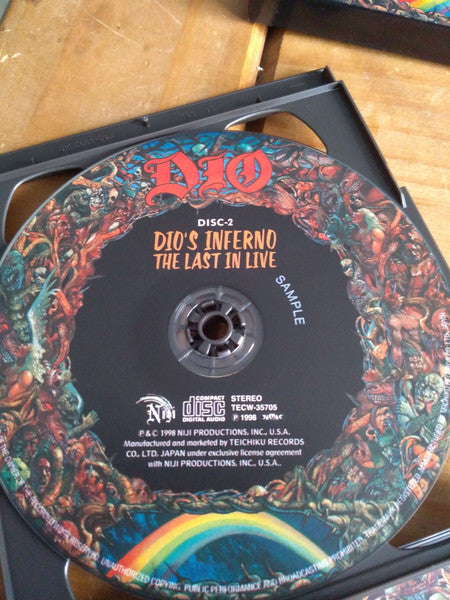 DIO
DISC-2
DIO'S INFERNO
THE LAST IN LIVE
SAMPLE
Niji
COMPACT
disc
DIGITAL AUDIO
STEREO
TECW-35705
℗ 1998
P & C 1998 NIJI PRODUCTIONS, INC., U.S.A.
Manufactured and marketed by TEICHIKU RECORDS
CO., LTD. JAPAN under exclusive license agreement
with NIJI PRODUCTIONS, INC., U.S.A..
UNAUTHORIZED COPYING, PUBLIC PERFORMANCE AND BROADCASTING PROHIBITED.